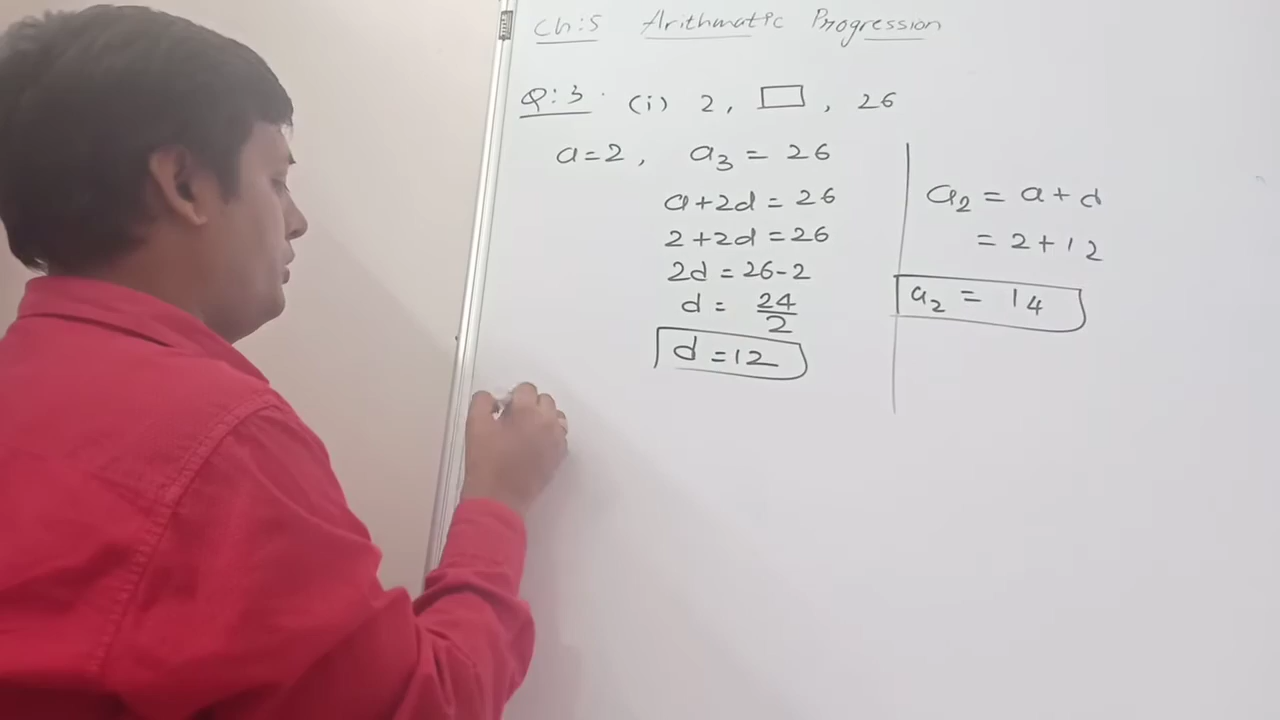 Ch:5 Arithmatic Progression
Q:3. (i) 2, □, 26
a=2, a₃ = 26
a+2d = 26
2+2d =26
2d = 26-2
d = 24/2
d =12
a₂ = a+d
= 2+12
a₂ = 14